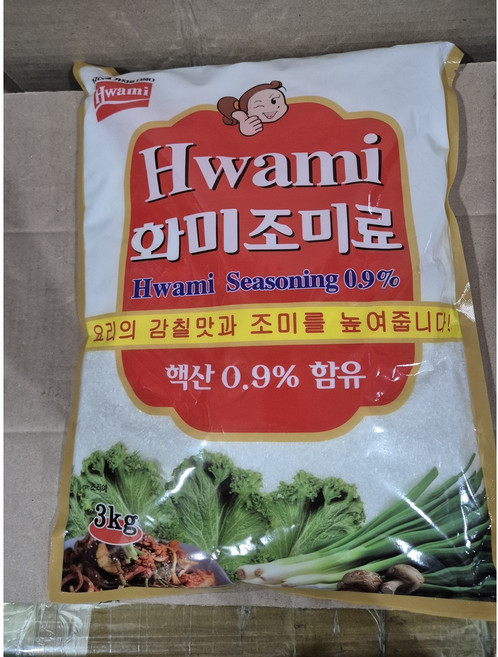 Hwami
Hwami
화미조미료
Hwami Seasoning 0.9%
요리의 감칠맛과 조미를 높여줍니다!
핵산 0.9% 함유
3kg